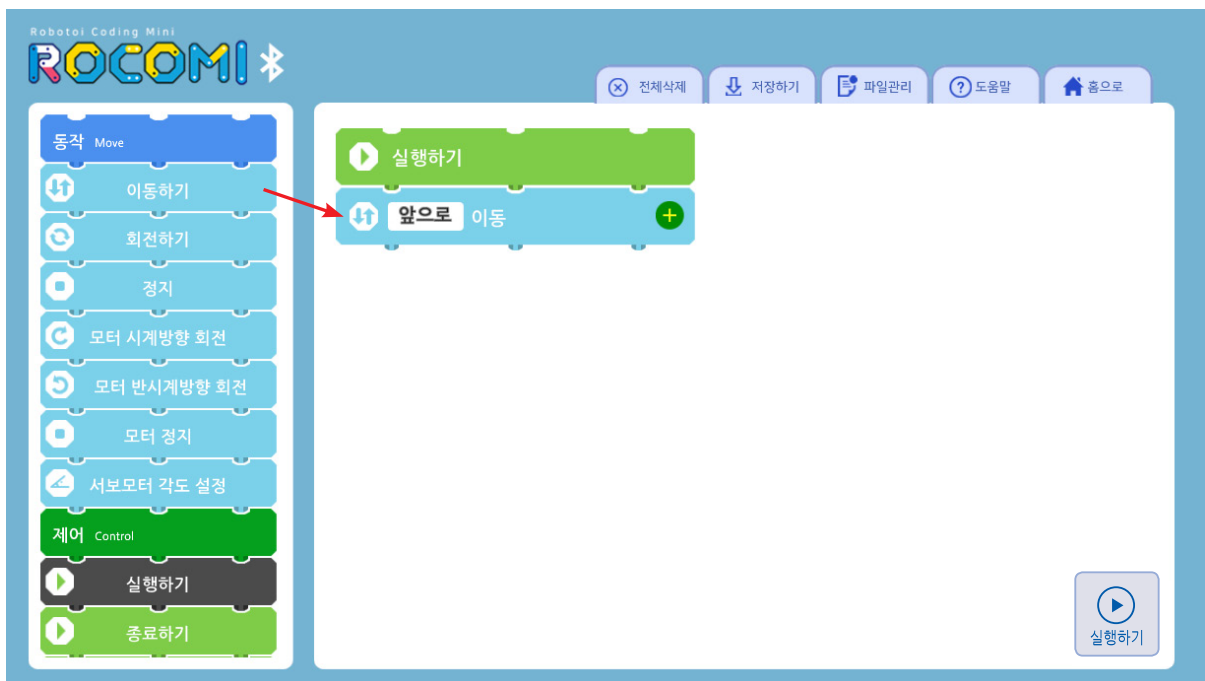 Robotoi Coding Mini
ROCOMI
전체삭제
저장하기
파일관리
도움말
홈으로
동작 Move
이동하기
회전하기
정지
모터 시계방향 회전
모터 반시계방향 회전
모터 정지
서보모터 각도 설정
제어 Control
실행하기
종료하기
실행하기
앞으로 이동
실행하기